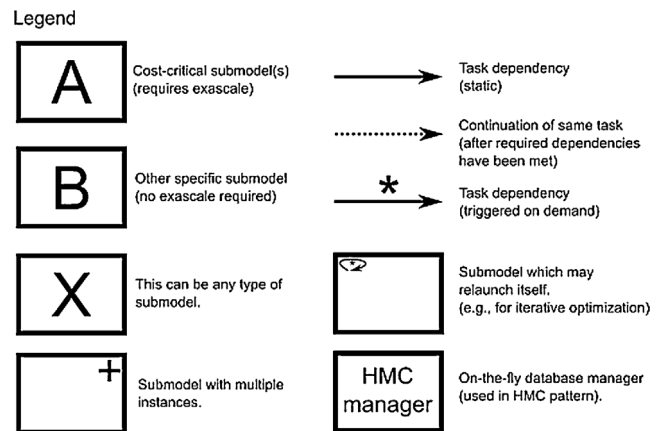 Legend
A
Cost-critical submodel(s)
(requires exascale)
B
Other specific submodel
(no exascale required)
X
This can be any type of
submodel.
+
Submodel with multiple
instances.
Task dependency
(static)
Continuation of same task
(after required dependencies
have been met)
*
Task dependency
(triggered on demand)
*
Submodel which may
relaunch itself.
(e.g., for iterative optimization)
HMC
manager
On-the-fly database manager
(used in HMC pattern).